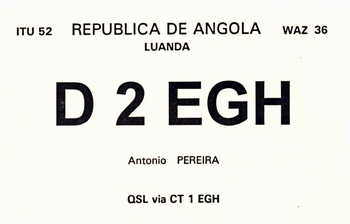 ITU 52 REPUBLICA DE ANGOLA WAZ 36
LUANDA
D 2 EGH
Antonio PEREIRA
QSL via CT 1 EGH